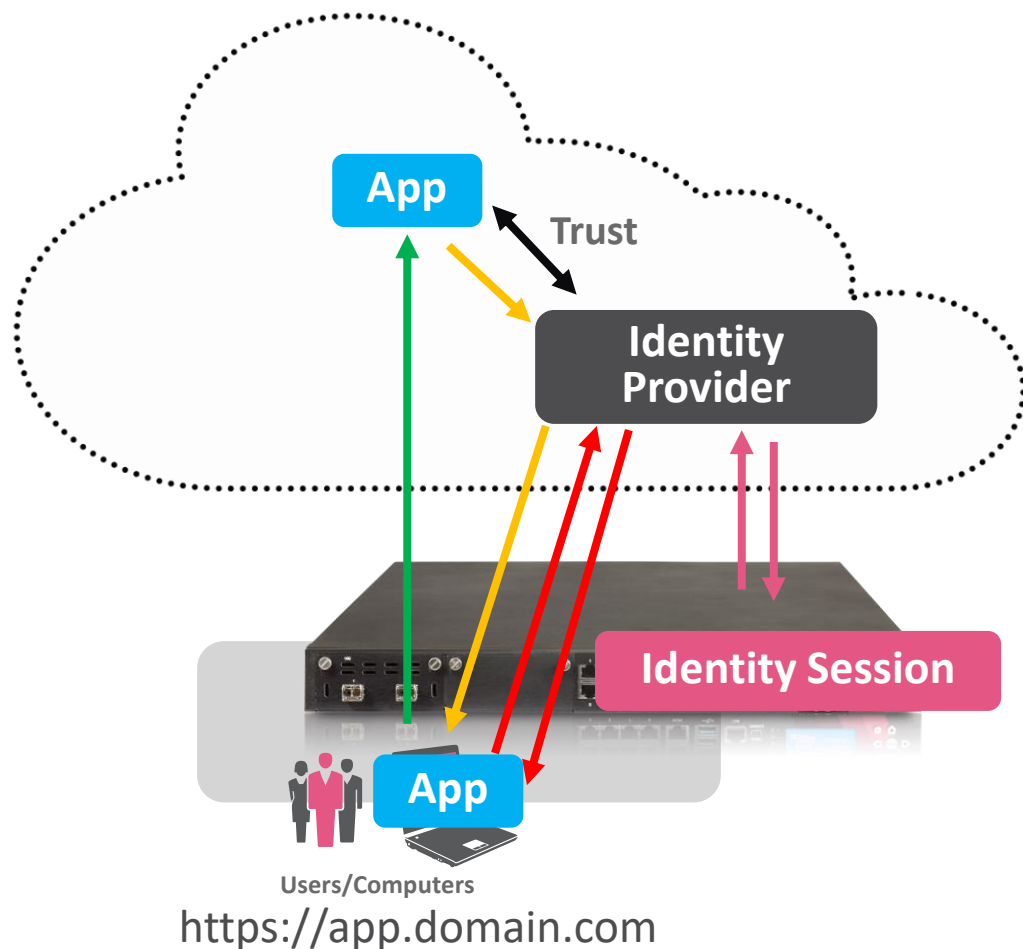 App
Trust
Identity
Provider
Identity Session
App
Users/Computers
https://app.domain.com